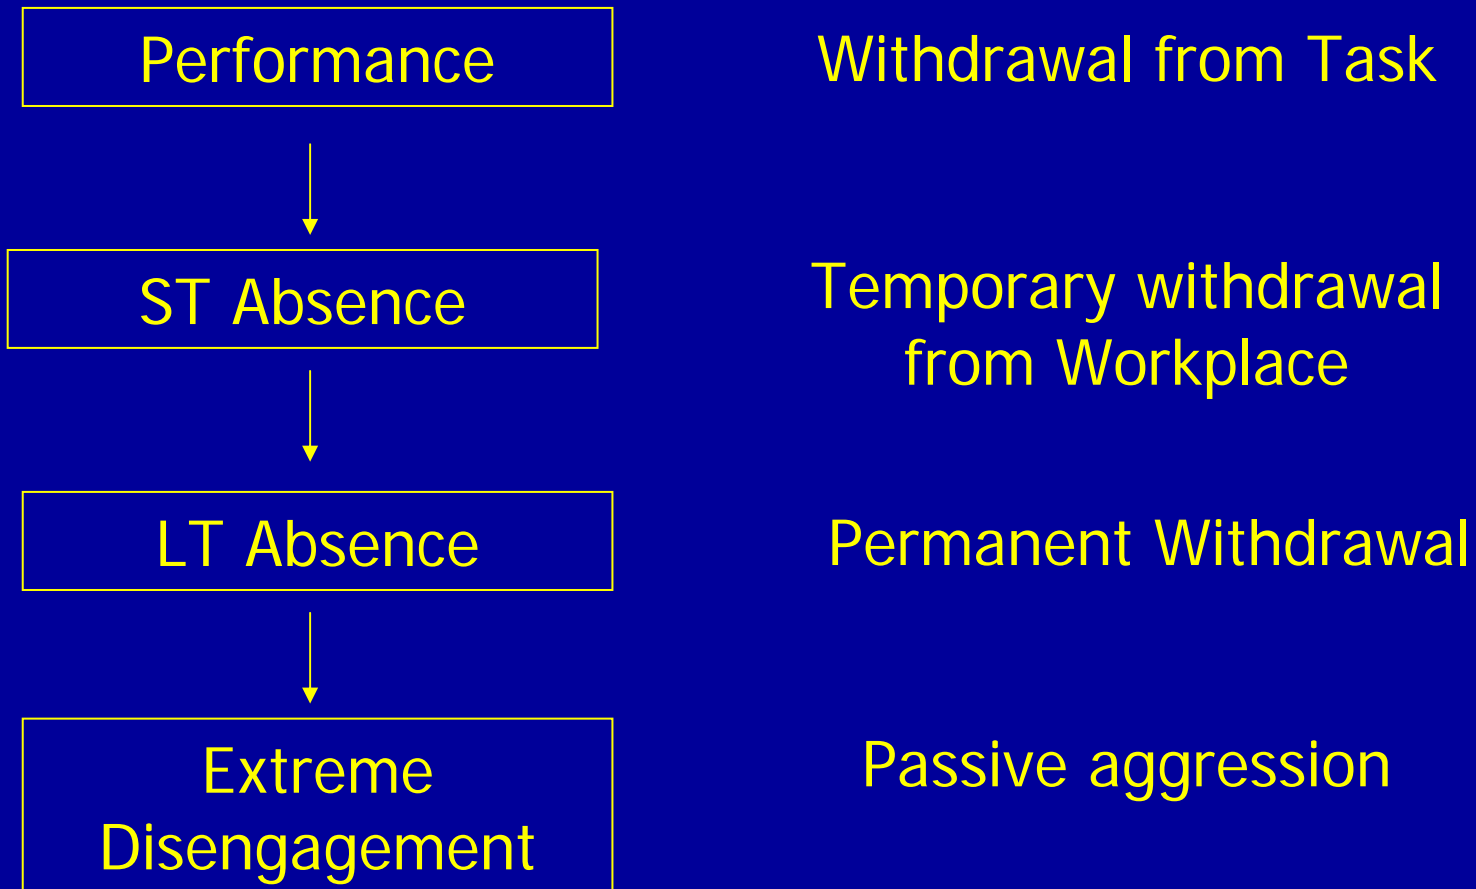 Performance
Withdrawal from Task
ST Absence
Temporary withdrawal
from Workplace
LT Absence
Permanent Withdrawal
Extreme
Disengagement
Passive aggression